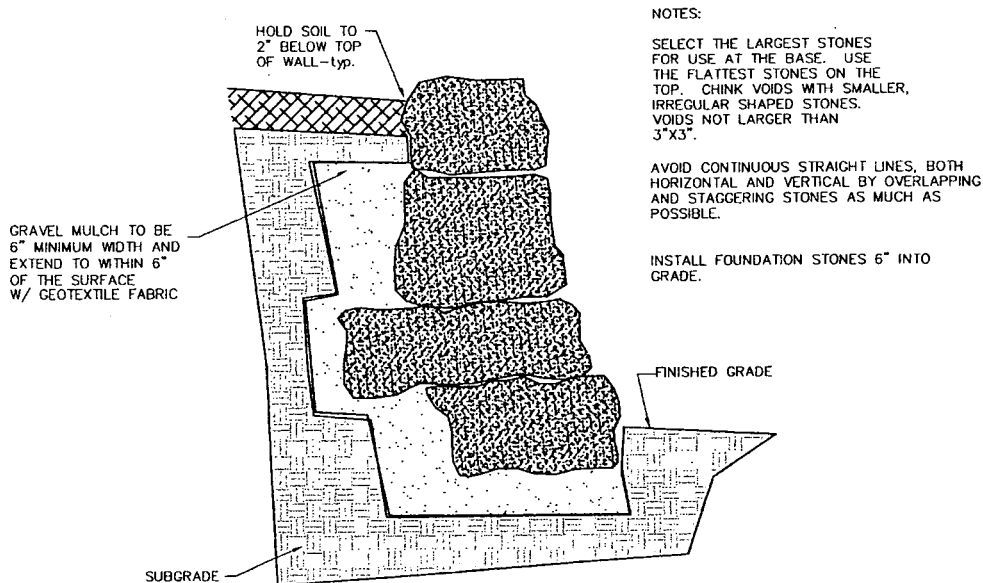 HOLD SOIL TO
2" BELOW TOP
OF WALL-typ.
GRAVEL MULCH TO BE
6" MINIMUM WIDTH AND
EXTEND TO WITHIN 6"
OF THE SURFACE
W/ GEOTEXTILE FABRIC
SUBGRADE
NOTES:
SELECT THE LARGEST STONES
FOR USE AT THE BASE. USE
THE FLATTEST STONES ON THE
TOP. CHINK VOIDS WITH SMALLER,
IRREGULAR SHAPED STONES.
VOIDS NOT LARGER THAN
3"X3".
AVOID CONTINUOUS STRAIGHT LINES, BOTH
HORIZONTAL AND VERTICAL BY OVERLAPPING
AND STAGGERING STONES AS MUCH AS
POSSIBLE.
INSTALL FOUNDATION STONES 6" INTO
GRADE.
FINISHED GRADE